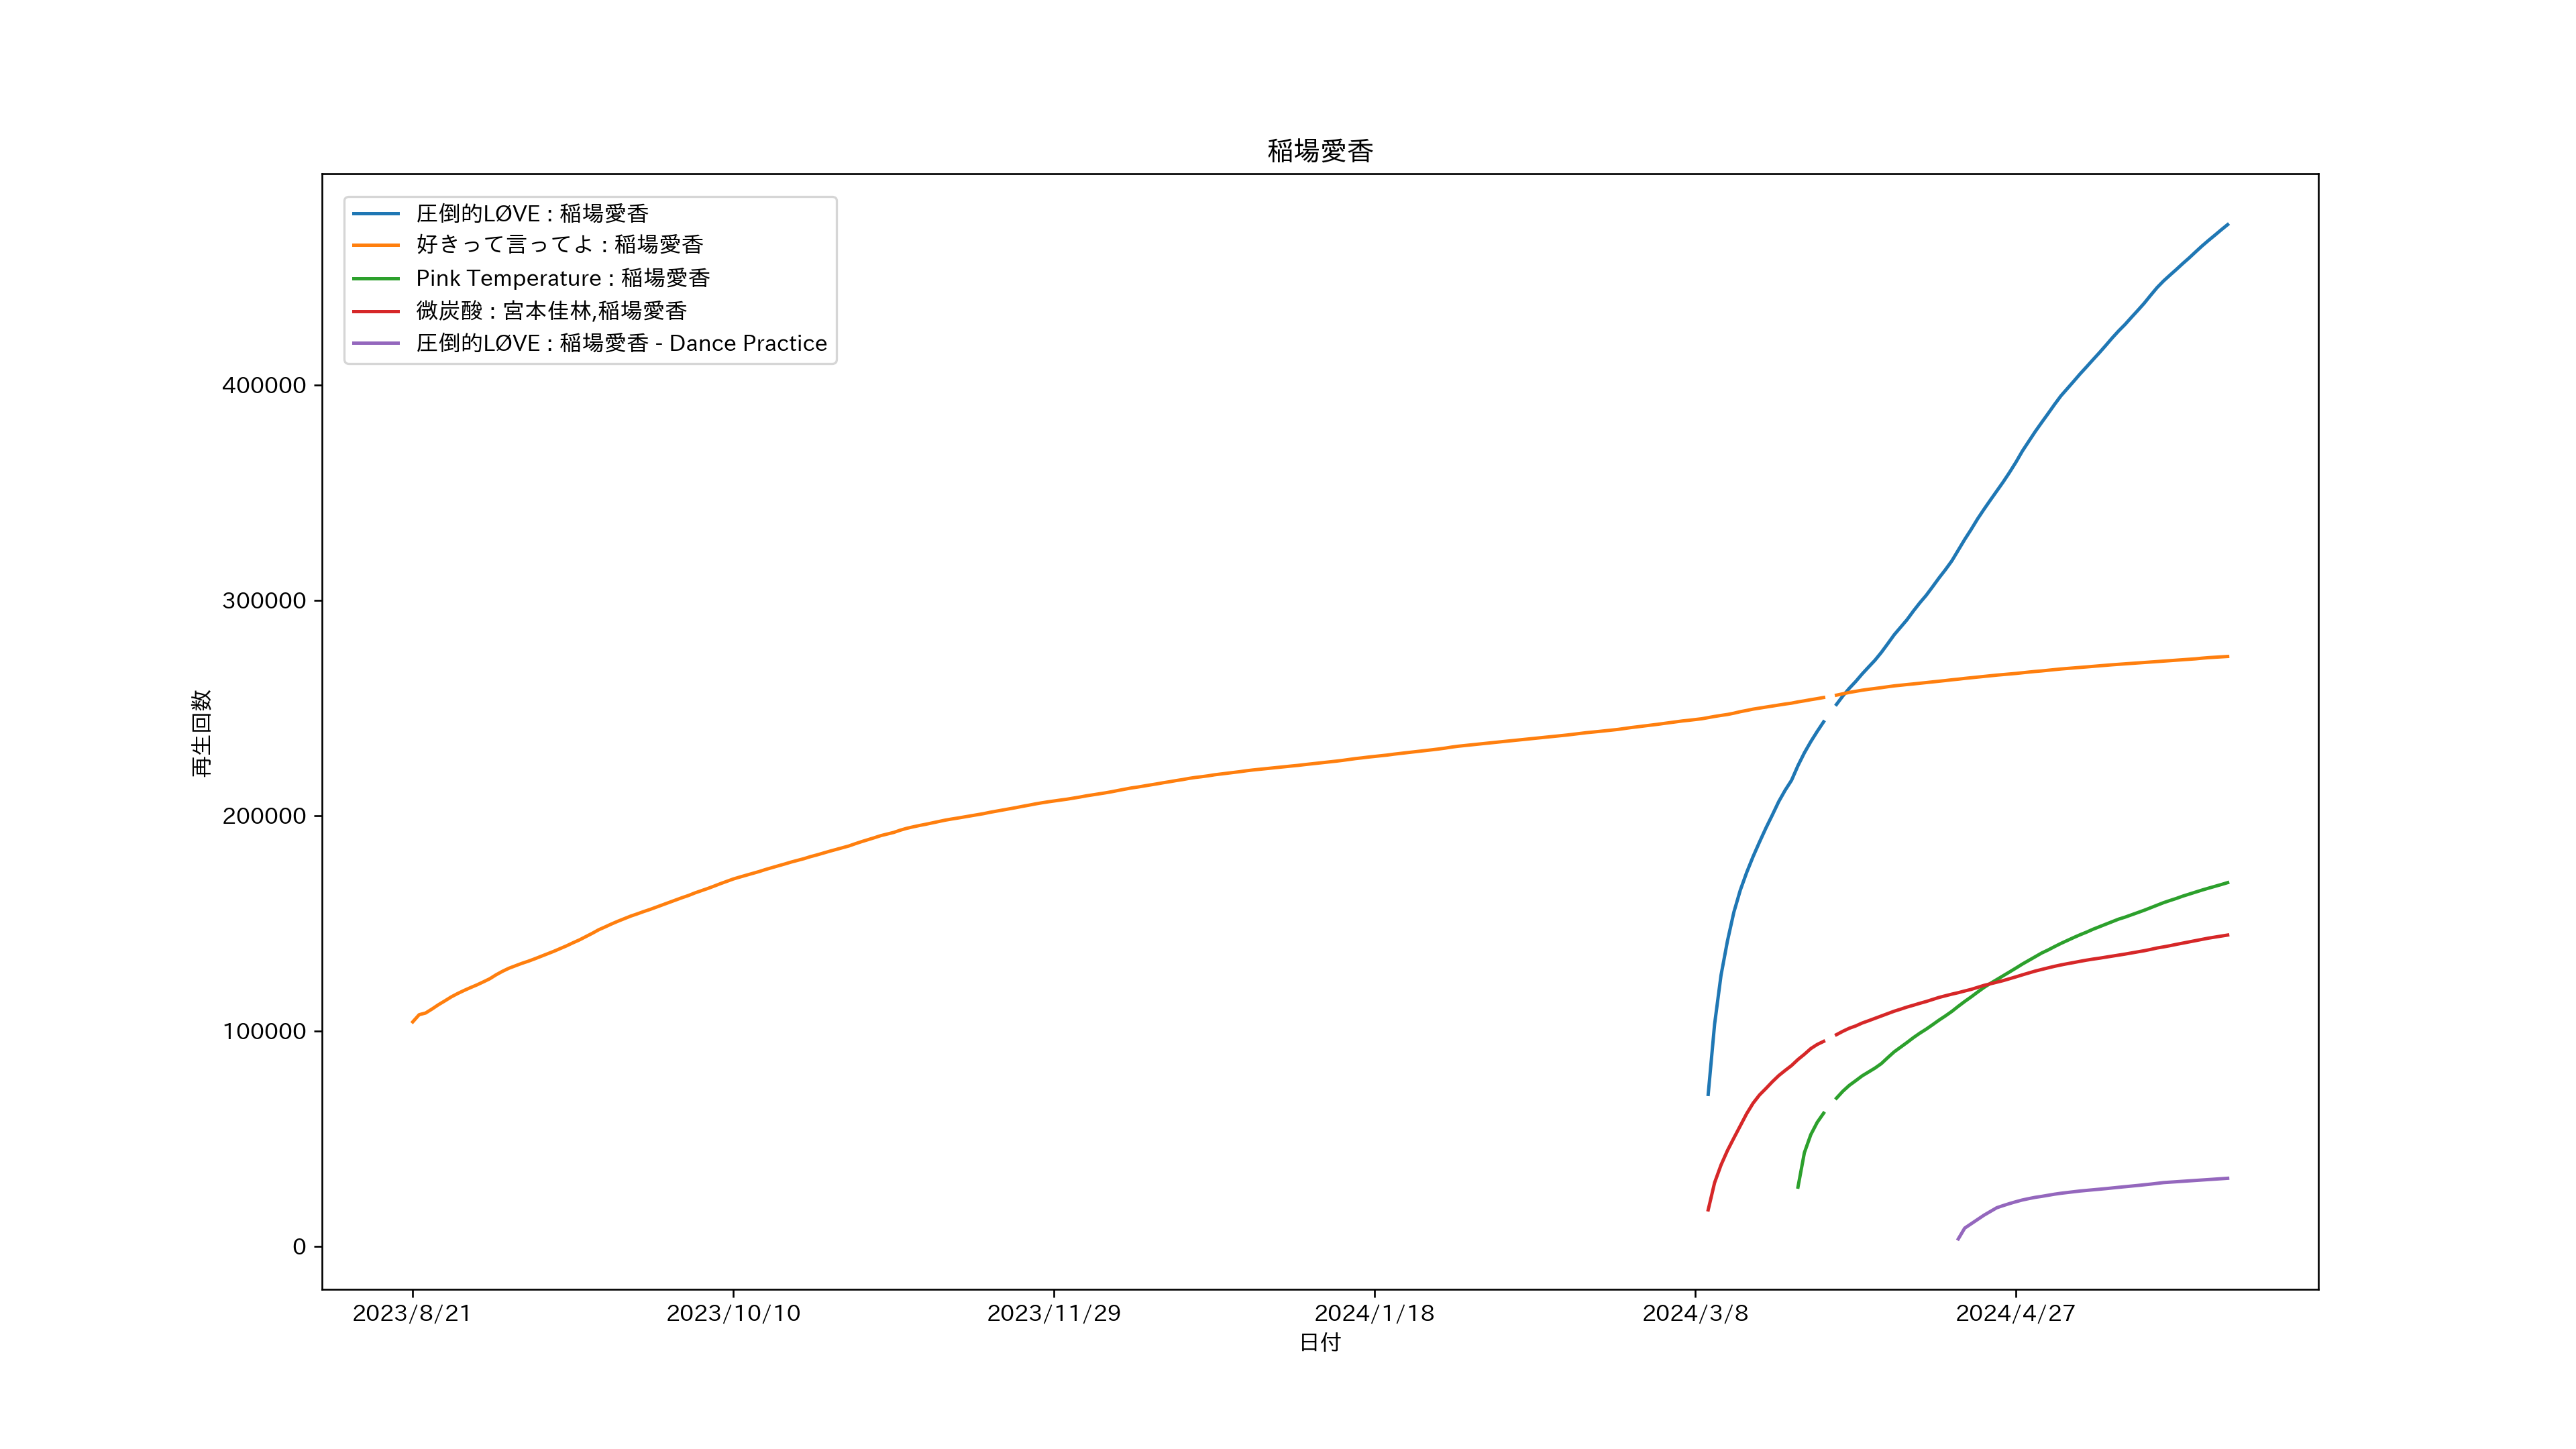 稲場愛香
圧倒的LØVE : 稲場愛香
好きって言ってよ : 稲場愛香
Pink Temperature : 稲場愛香
微炭酸 : 宮本佳林,稲場愛香
圧倒的LØVE : 稲場愛香 - Dance Practice
400000
300000
200000
100000
0
再生回数
2023/8/21 2023/10/10 2023/11/29 2024/1/18 2024/3/8 2024/4/27
日付